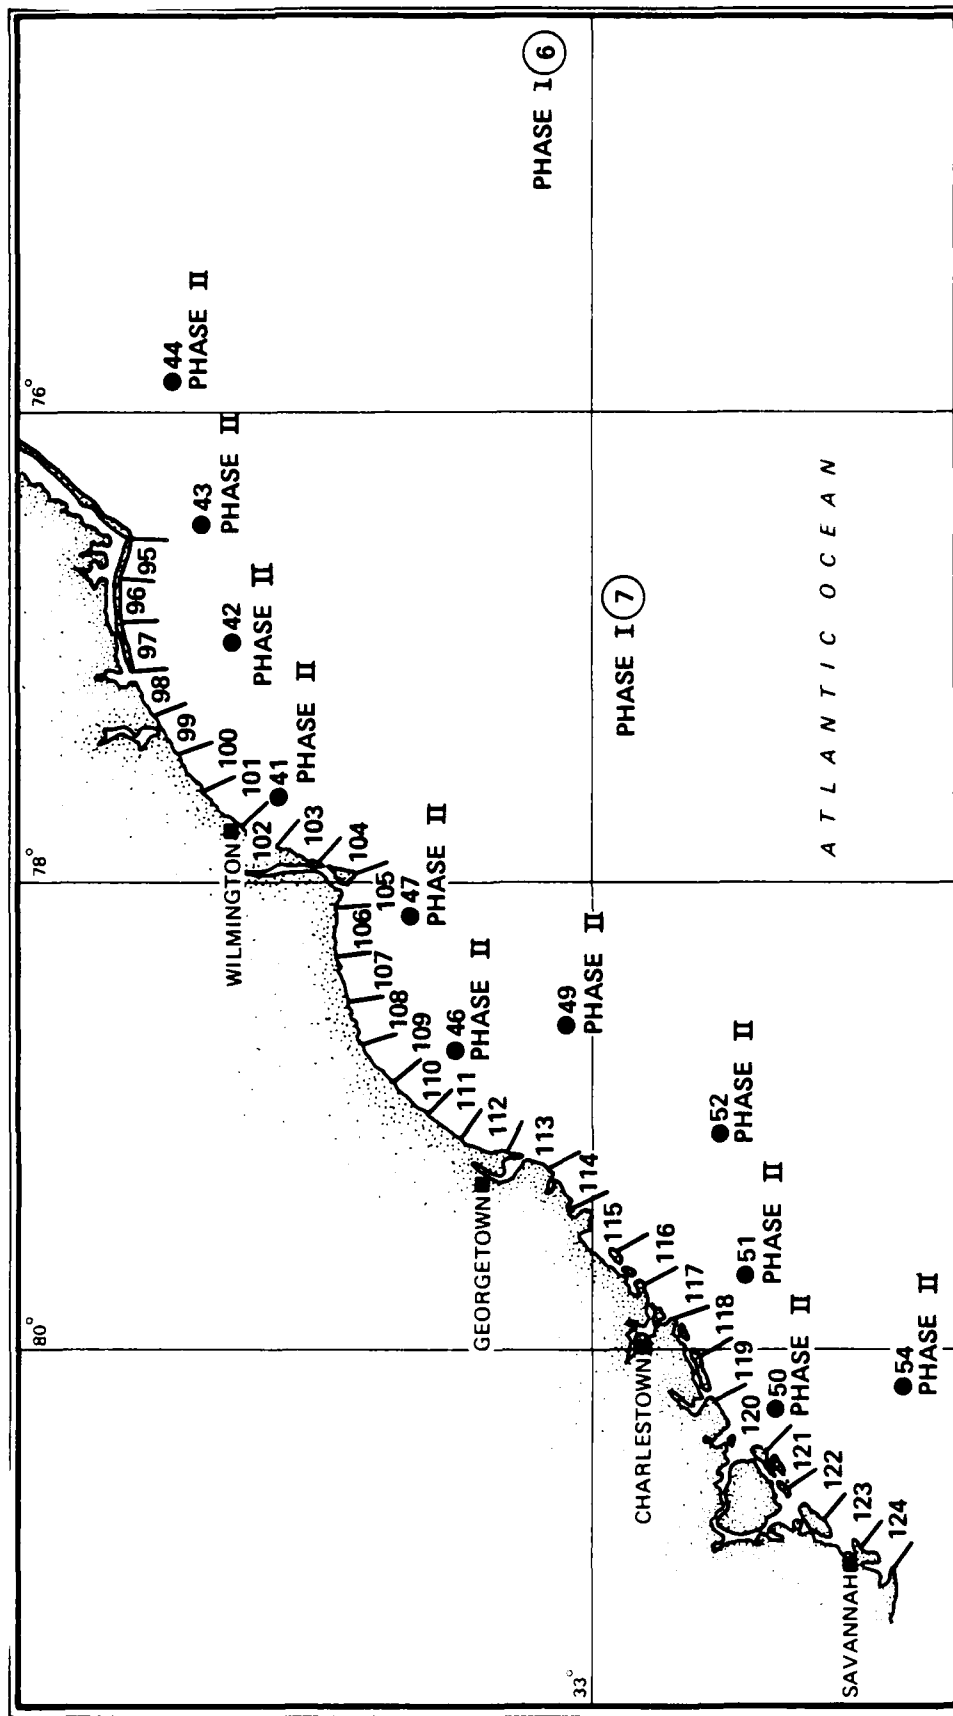 80°
78°
76°
33°
WILMINGTON
GEORGETOWN
CHARLESTOWN
SAVANNAH
95
96
97
98
99
100
101
102
103
104
105
106
107
108
109
110
111
112
113
114
115
116
117
118
119
120
121
122
123
124
44
PHASE II
43
PHASE II
42
PHASE II
41
PHASE II
47
PHASE II
46
PHASE II
49
PHASE II
52
PHASE II
51
PHASE II
50
PHASE II
54
PHASE II
PHASE I 6
PHASE I 7
ATLANTIC OCEAN